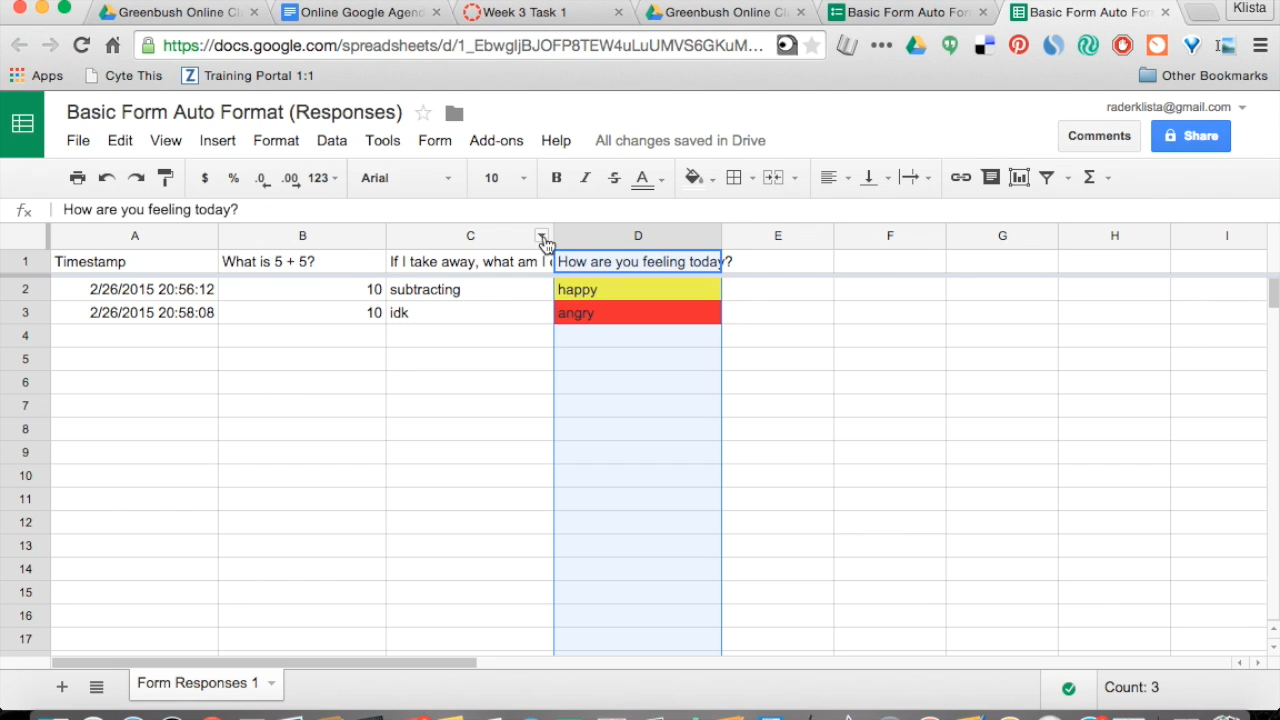 Greenbush Online Cl
Online Google Agend
Week 3 Task 1
Greenbush Online Cl
Basic Form Auto For
Basic Form Auto For
Klista
https://docs.google.com/spreadsheets/d/1_EbwgljBJOFP8TEW4uLuUMVS6GKuM...
Apps
Cyte This
Training Portal 1:1
Other Bookmarks
Basic Form Auto Format (Responses)
raderklista@gmail.com
File Edit View Insert Format Data Tools Form Add-ons Help All changes saved in Drive
Comments
Share
$ % .0 .00 123 Arial 10 B I S A
fx How are you feeling today?
A B C D E F G H I
1 Timestamp What is 5 + 5? If I take away, what am I How are you feeling today?
2 2/26/2015 20:56:12 10 subtracting happy
3 2/26/2015 20:58:08 10 idk angry
4
5
6
7
8
9
10
11
12
13
14
15
16
17
Form Responses 1
Count: 3